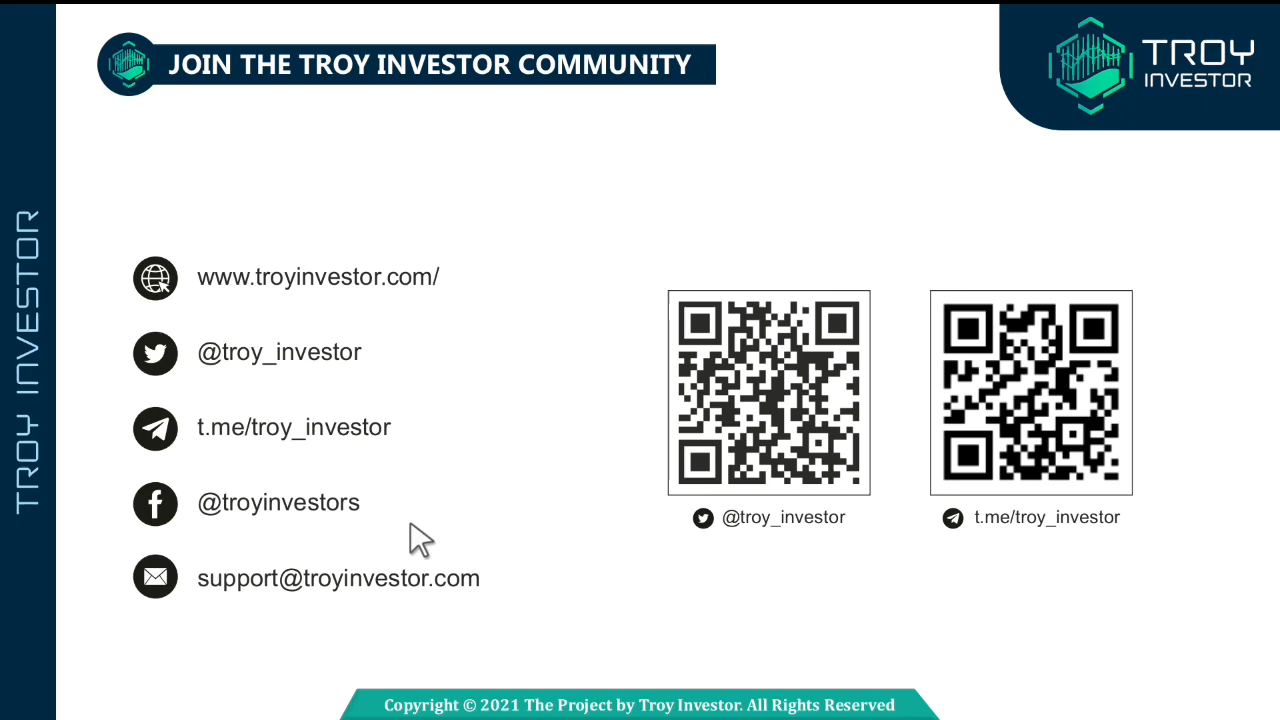 JOIN THE TROY INVESTOR COMMUNITY
TROY
INVESTOR
TROY INVESTOR
www.troyinvestor.com/
@troy_investor
t.me/troy_investor
@troyinvestors
support@troyinvestor.com
@troy_investor
t.me/troy_investor
Copyright © 2021 The Project by Troy Investor. All Rights Reserved